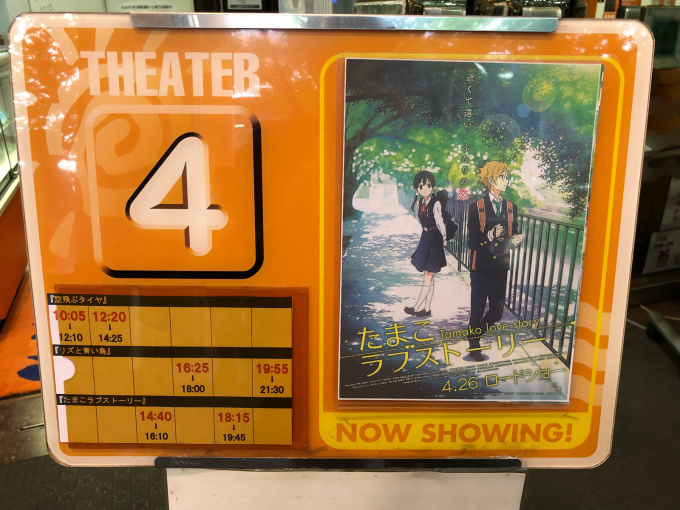 THEATER
4
『空飛ぶタイヤ』
10:05 12:20
↓ ↓
12:10 14:25
『リズと青い鳥』
16:25 19:55
↓ ↓
18:00 21:30
『たまこラブストーリー』
14:40 18:15
↓ ↓
16:10 19:45
近くて遠い、ふたりの恋
たまこ
Tamako love story
ラブストーリー
4.26 ロードショー
NOW SHOWING!